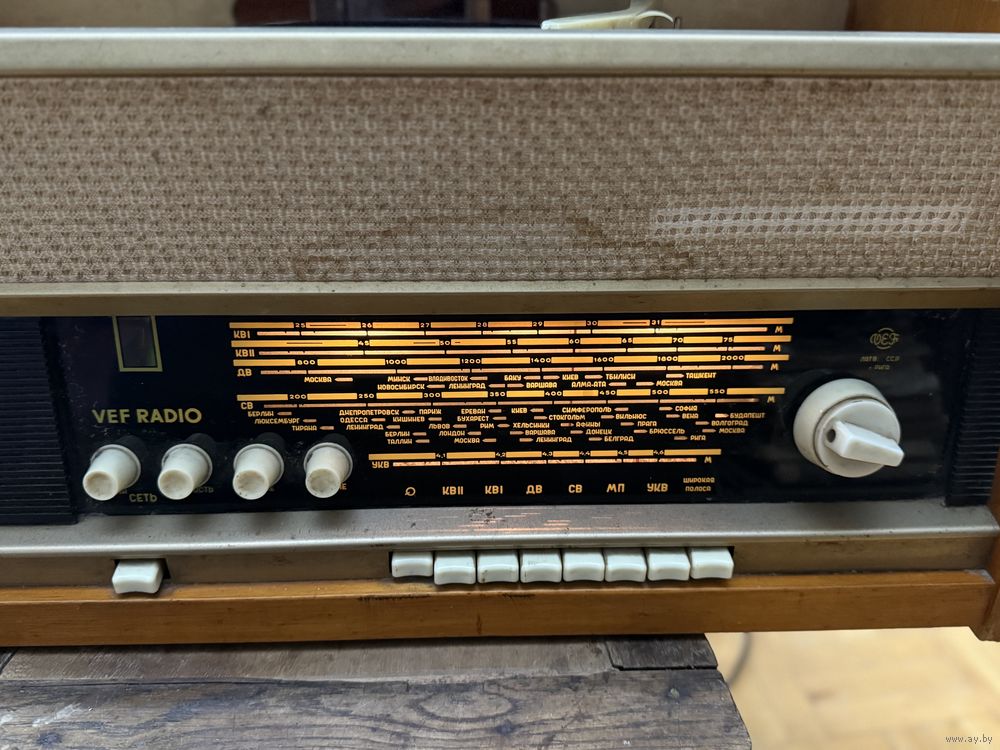 25 26 27 28 29 30 31
КВІ М
45 50 55 60 65 70 75
КВІІ М
800 1000 1200 1400 1600 1800 2000
ДВ М
МОСКВА МИНСК ВЛАДИВОСТОК БАКУ КИЕВ ТБИЛИСИ ТАШКЕНТ
НОВОСИБИРСК ЛЕНИНГРАД ВАРШАВА АЛМА-АТА МОСКВА
200 250 300 350 400 450 500 550
СВ М
БЕРЛИН ДНЕПРОПЕТРОВСК ПАРИЖ ЕРЕВАН КИЕВ СИМФЕРОПОЛЬ СОФИЯ
ЛЮКСЕМБУРГ ОДЕССА КИШИНЕВ БУХАРЕСТ СТОКГОЛЬМ ВИЛЬНЮС ВЕНА БУДАПЕШТ
ТИРАНА ЛЕНИНГРАД ЛЬВОВ РИМ ХЕЛЬСИНКИ АФИНЫ ПРАГА ВОЛГОГРАД
БЕРЛИН ЛОНДОН ВАРШАВА ДОНЕЦК БРЮССЕЛЬ МОСКВА
ТАЛЛИН МОСКВА ЛЕНИНГРАД БЕЛГРАД РИГА
4,1 4,2 4,3 4,4 4,5 4,6
УКВ М
КВІІ КВІ ДВ СВ МП УКВ ШИРОКАЯ
ПОЛОСА
VEF RADIO
СЕТЬ
VEF
ЛАТВ. ССР
РИГА
www.ay.by